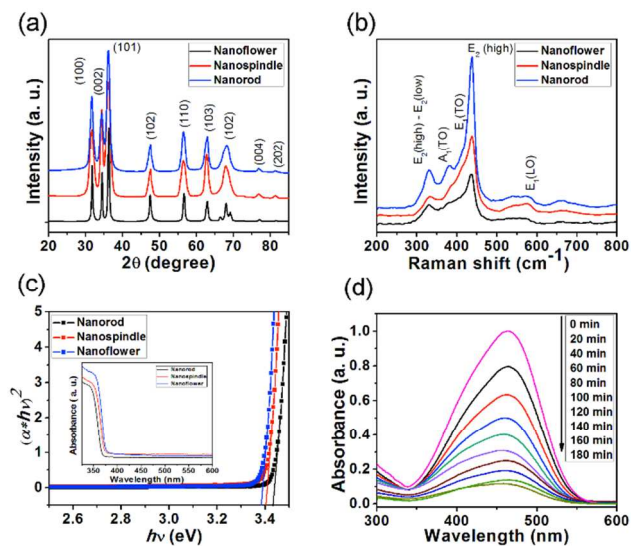 (a)
Intensity (a. u.)
(100)
(002)
(101)
(102)
(110)
(103)
(102)
(004)
(202)
Nanoflower
Nanospindle
Nanorod
20 30 40 50 60 70 80
2θ (degree)
(b)
Intensity (a. u.)
E₂(high) - E₂(low)
A₁(TO)
E₁(TO)
E₂ (high)
E₁(LO)
Nanoflower
Nanospindle
Nanorod
200 300 400 500 600 700 800
Raman shift (cm⁻¹)
(c)
(α*hν)²
5
4
3
2
1
0
Nanorod
Nanospindle
Nanoflower
Absorbance (a. u.)
Nanorod
Nanospindle
Nanoflower
350 400 450 500 550 600
Wavelength (nm)
2.5 2.8 3.1 3.4
hν (eV)
(d)
Absorbance (a. u.)
1.0
0.8
0.6
0.4
0.2
0.0
0 min
20 min
40 min
60 min
80 min
100 min
120 min
140 min
160 min
180 min
300 400 500 600
Wavelength (nm)